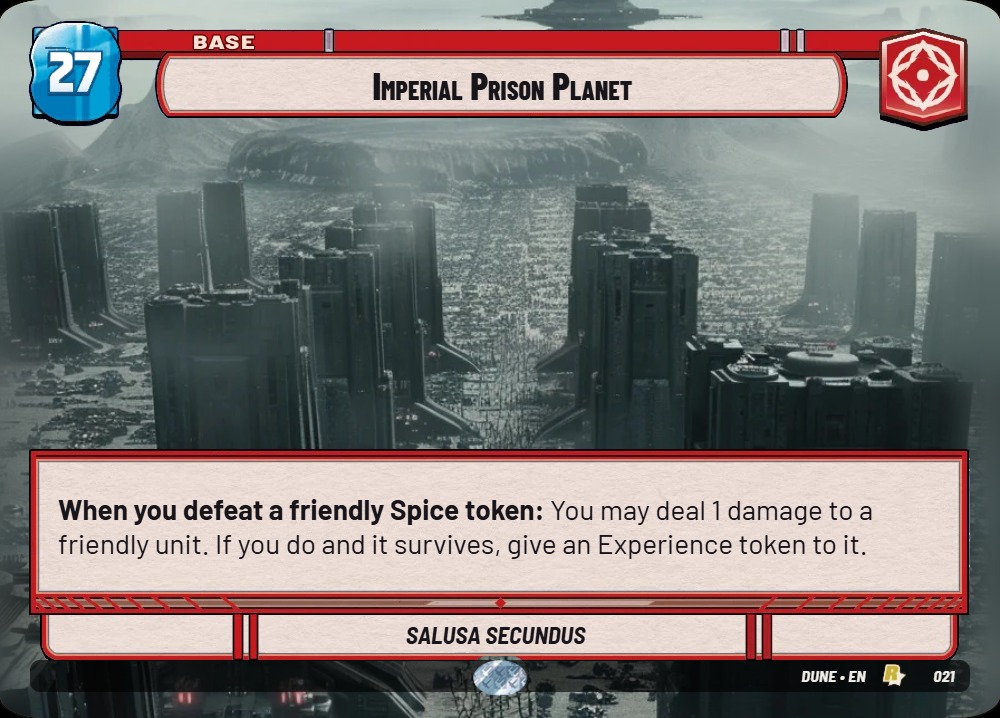 BASE
27
IMPERIAL PRISON PLANET
When you defeat a friendly Spice token: You may deal 1 damage to a
friendly unit. If you do and it survives, give an Experience token to it.
SALUSA SECUNDUS
DUNE • EN R 021